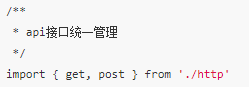 /**
* api接口统一管理
*/
import { get, post } from './http'